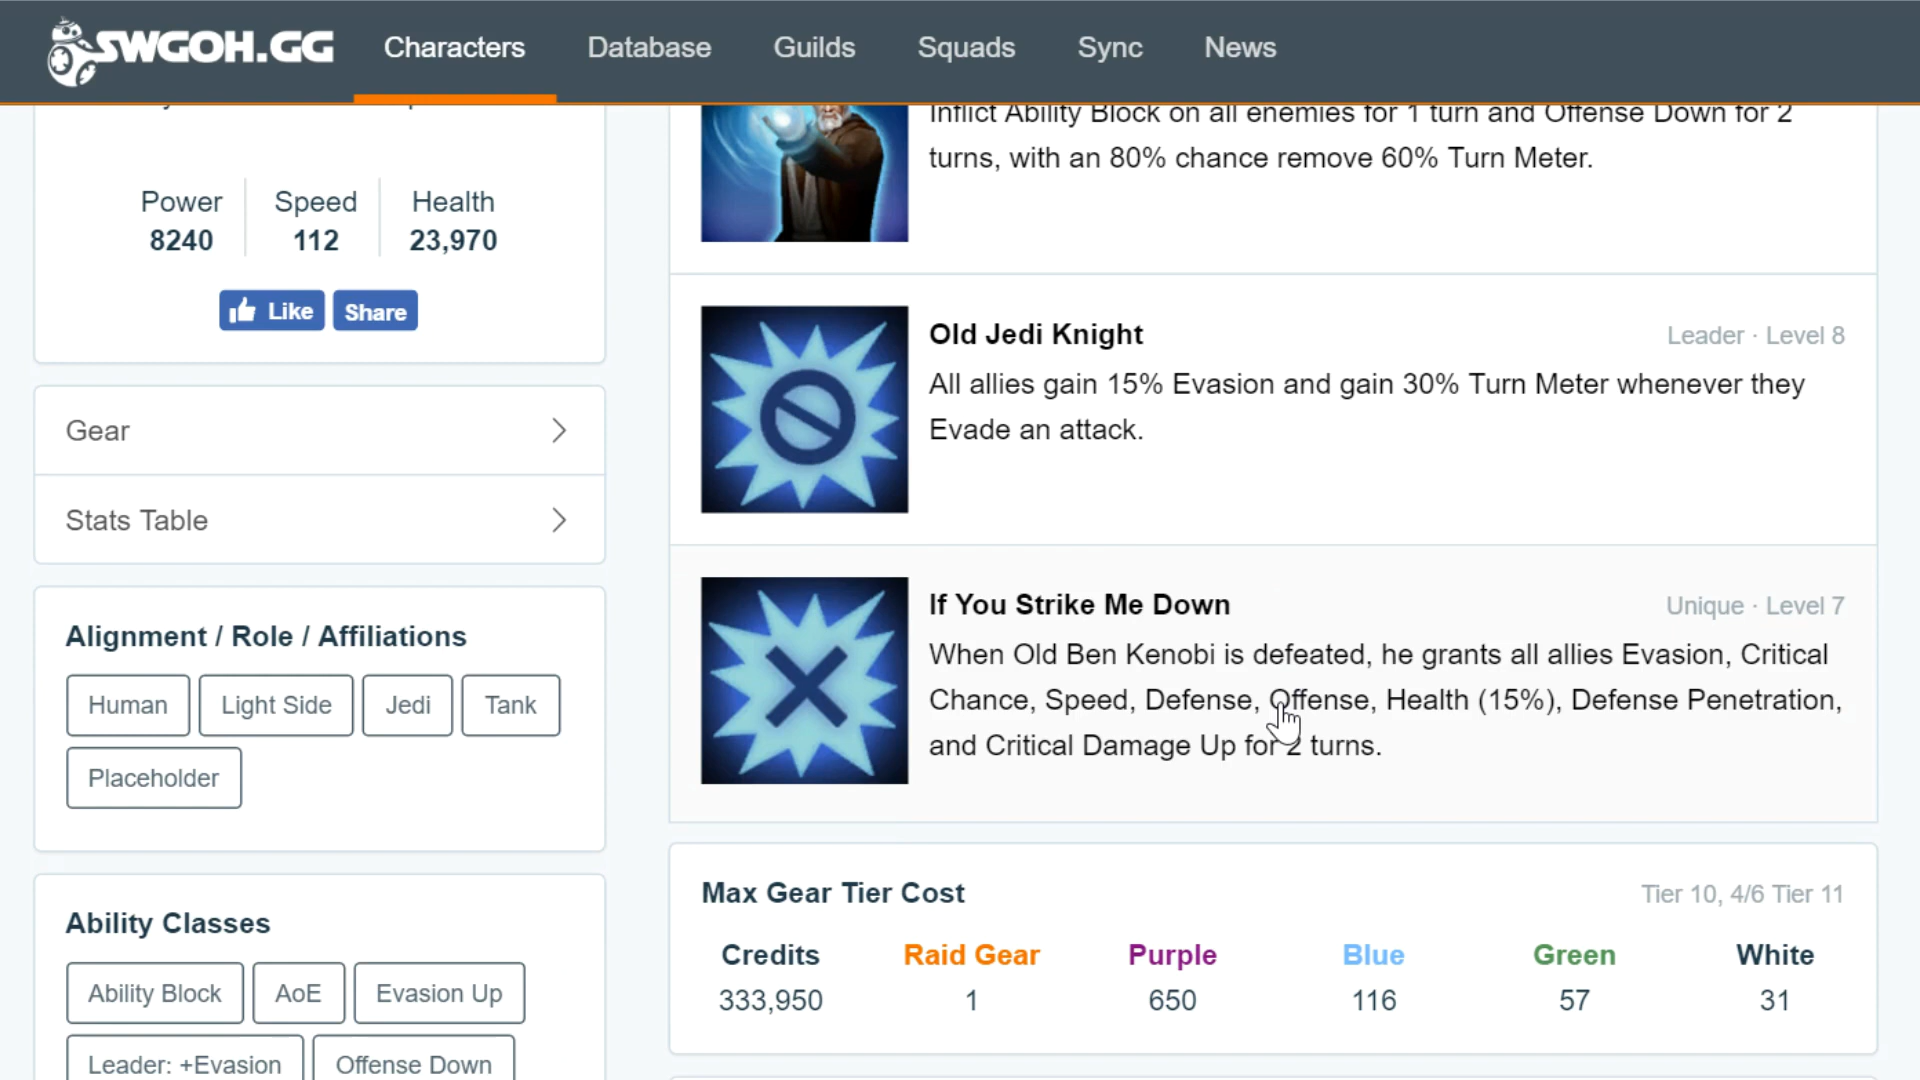 SWGOH.GG
Characters
Database
Guilds
Squads
Sync
News
Power
8240
Speed
112
Health
23,970
Like
Share
Gear
Stats Table
Alignment / Role / Affiliations
Human
Light Side
Jedi
Tank
Placeholder
Ability Classes
Ability Block
AoE
Evasion Up
Leader: +Evasion
Offense Down
Inflict Ability Block on all enemies for 1 turn and Offense Down for 2
turns, with an 80% chance remove 60% Turn Meter.
Old Jedi Knight
Leader · Level 8
All allies gain 15% Evasion and gain 30% Turn Meter whenever they
Evade an attack.
If You Strike Me Down
Unique · Level 7
When Old Ben Kenobi is defeated, he grants all allies Evasion, Critical
Chance, Speed, Defense, Offense, Health (15%), Defense Penetration,
and Critical Damage Up for 2 turns.
Max Gear Tier Cost
Tier 10, 4/6 Tier 11
Credits
Raid Gear
Purple
Blue
Green
White
333,950
1
650
116
57
31